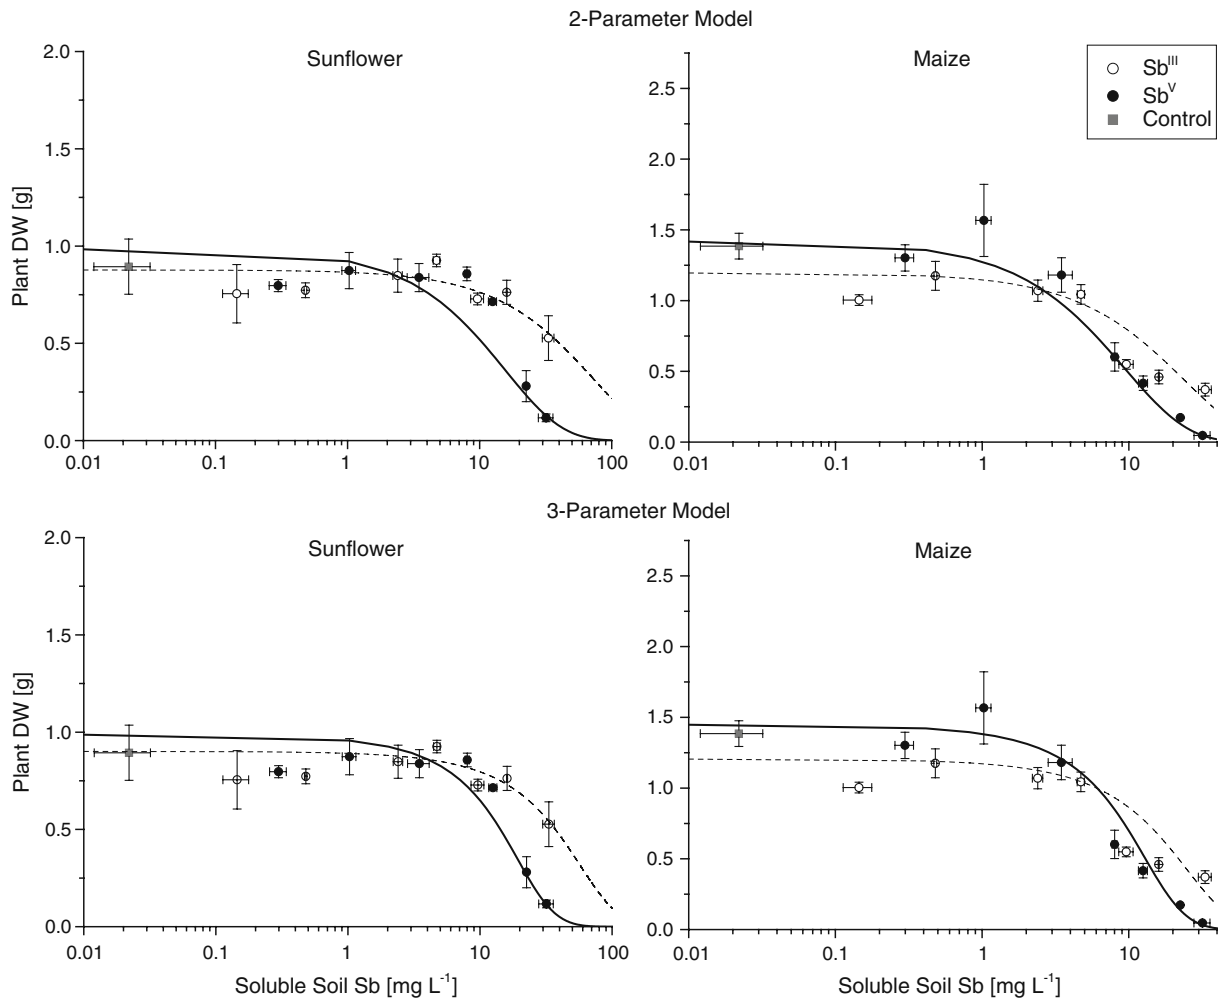 2-Parameter Model
Sunflower
Maize
Sb^III
Sb^V
Control
Plant DW [g]
2.0
1.5
1.0
0.5
0.0
0.01 0.1 1 10 100
2.5
2.0
1.5
1.0
0.5
0.0
0.01 0.1 1 10
3-Parameter Model
Sunflower
Maize
Plant DW [g]
2.0
1.5
1.0
0.5
0.0
0.01 0.1 1 10 100
Soluble Soil Sb [mg L^-1]
2.5
2.0
1.5
1.0
0.5
0.0
0.01 0.1 1 10
Soluble Soil Sb [mg L^-1]